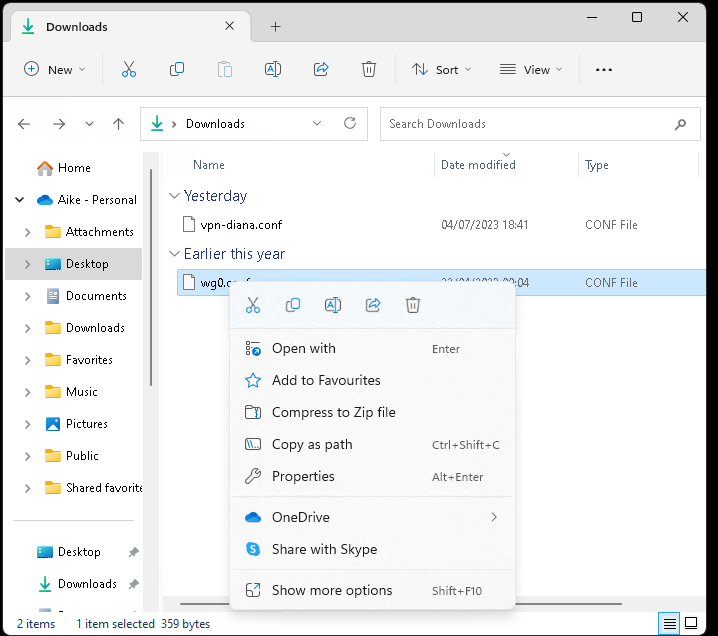 Downloads
New
Sort
View
Downloads
Search Downloads
Home
Aike - Personal
Attachments
Desktop
Documents
Downloads
Favorites
Music
Pictures
Public
Shared favorite
Desktop
Downloads
Name Date modified Type
Yesterday
vpn-diana.conf 04/07/2023 18:41 CONF File
Earlier this year
wg0.conf CONF File
Open with Enter
Add to Favourites
Compress to Zip file
Copy as path Ctrl+Shift+C
Properties Alt+Enter
OneDrive
Share with Skype
Show more options Shift+F10
2 items 1 item selected 359 bytes